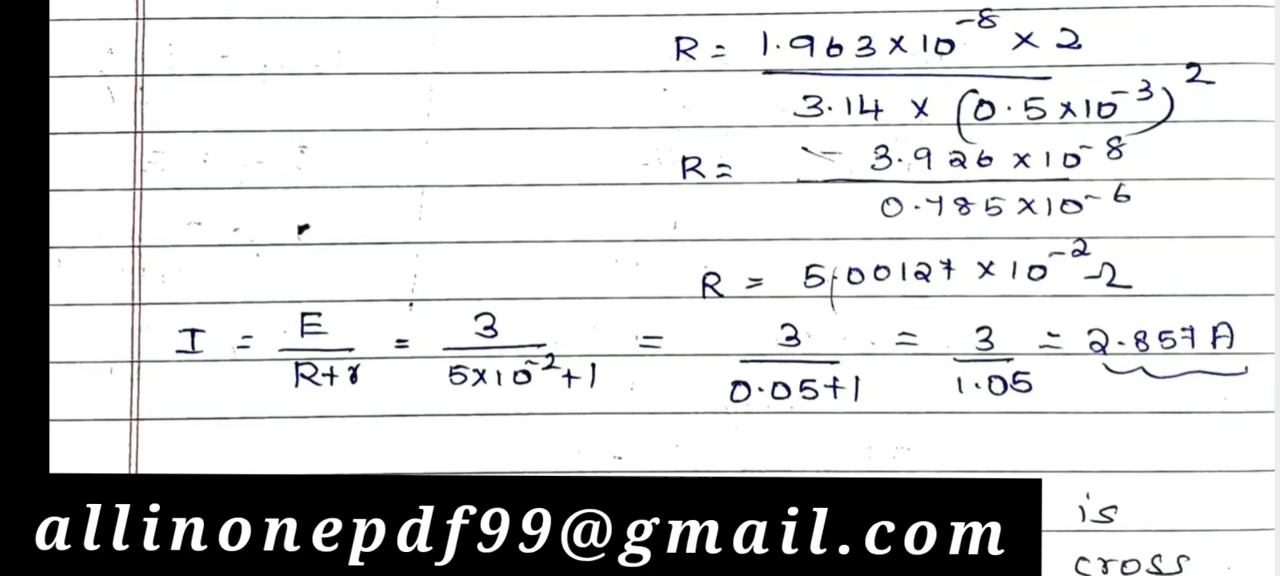 R = 1.963 × 10⁻⁸ × 2
3.14 × (0.5 × 10⁻³)²
R = 3.926 × 10⁻⁸
0.785 × 10⁻⁶
R = 5.00127 × 10⁻² Ω
I = E / R+r = 3 / 5×10⁻²+1 = 3 / 0.05+1 = 3 / 1.05 = 2.857 A
allinonepdf99@gmail.com
is
cross